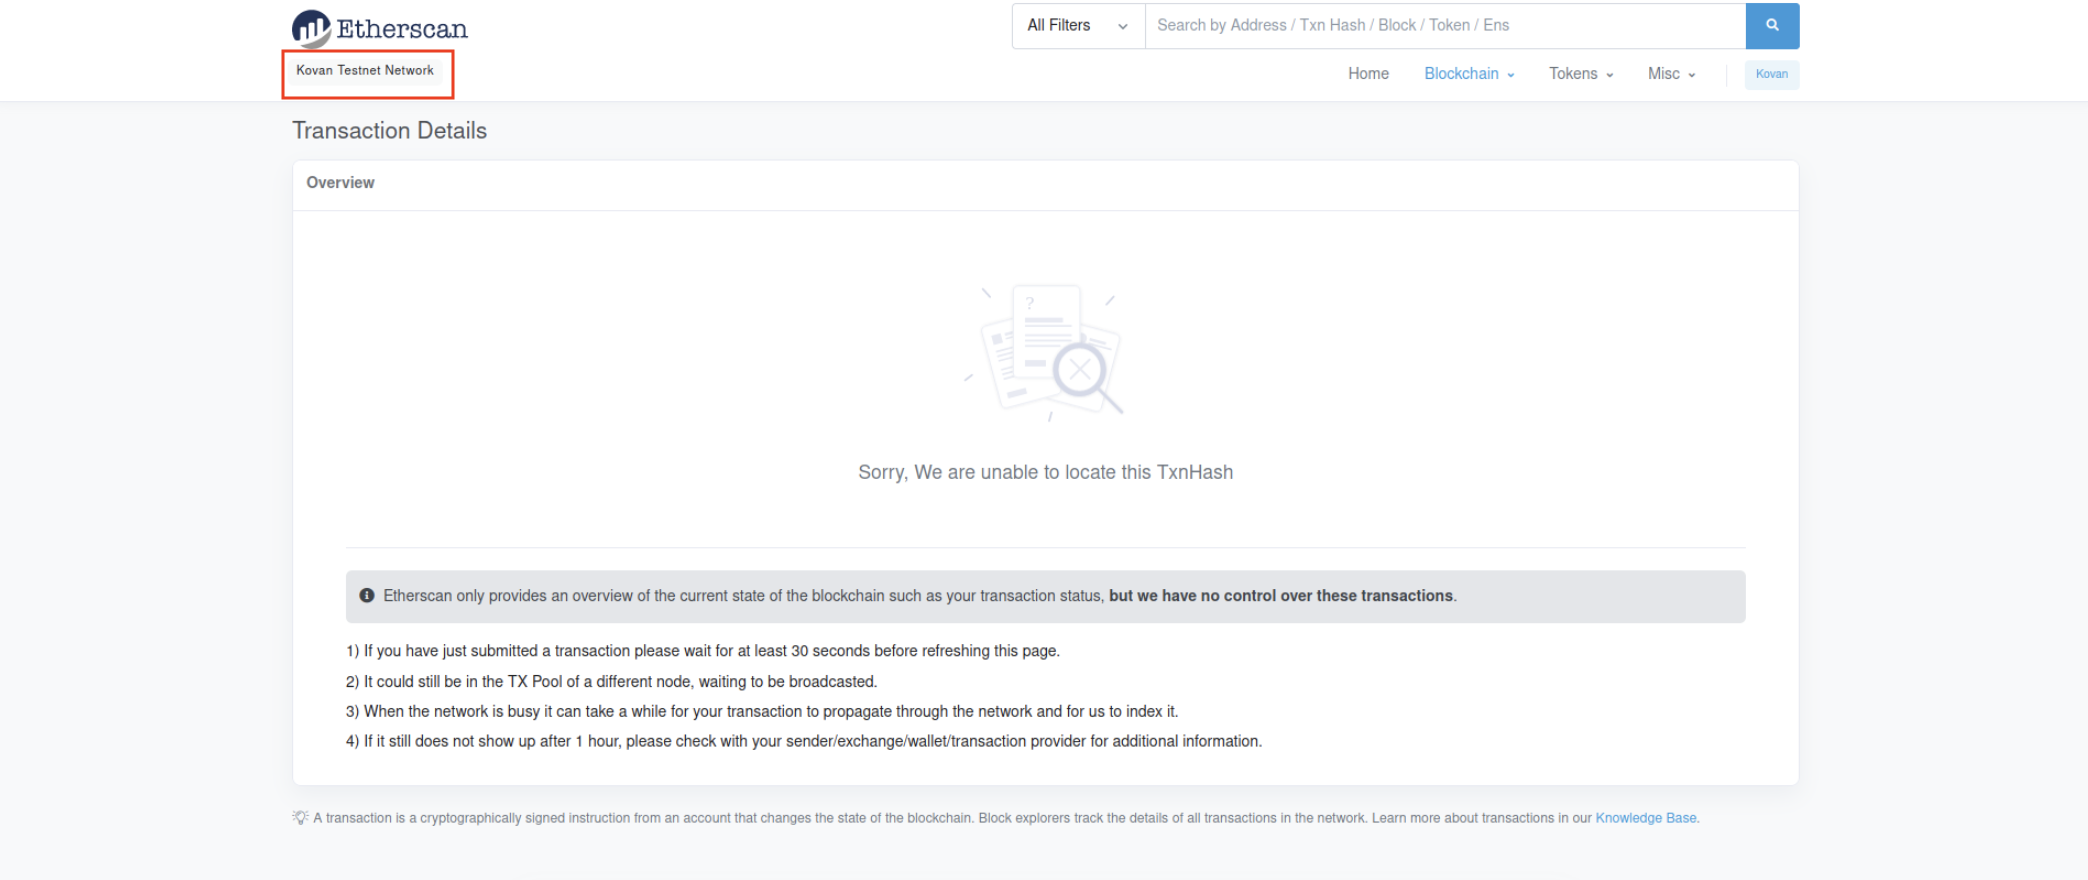 Etherscan
All Filters
Search by Address / Txn Hash / Block / Token / Ens
Kovan Testnet Network
Home
Blockchain
Tokens
Misc
Kovan
Transaction Details
Overview
?
Sorry, We are unable to locate this TxnHash
Etherscan only provides an overview of the current state of the blockchain such as your transaction status, but we have no control over these transactions.
1) If you have just submitted a transaction please wait for at least 30 seconds before refreshing this page.
2) It could still be in the TX Pool of a different node, waiting to be broadcasted.
3) When the network is busy it can take a while for your transaction to propagate through the network and for us to index it.
4) If it still does not show up after 1 hour, please check with your sender/exchange/wallet/transaction provider for additional information.
A transaction is a cryptographically signed instruction from an account that changes the state of the blockchain. Block explorers track the details of all transactions in the network. Learn more about transactions in our Knowledge Base.